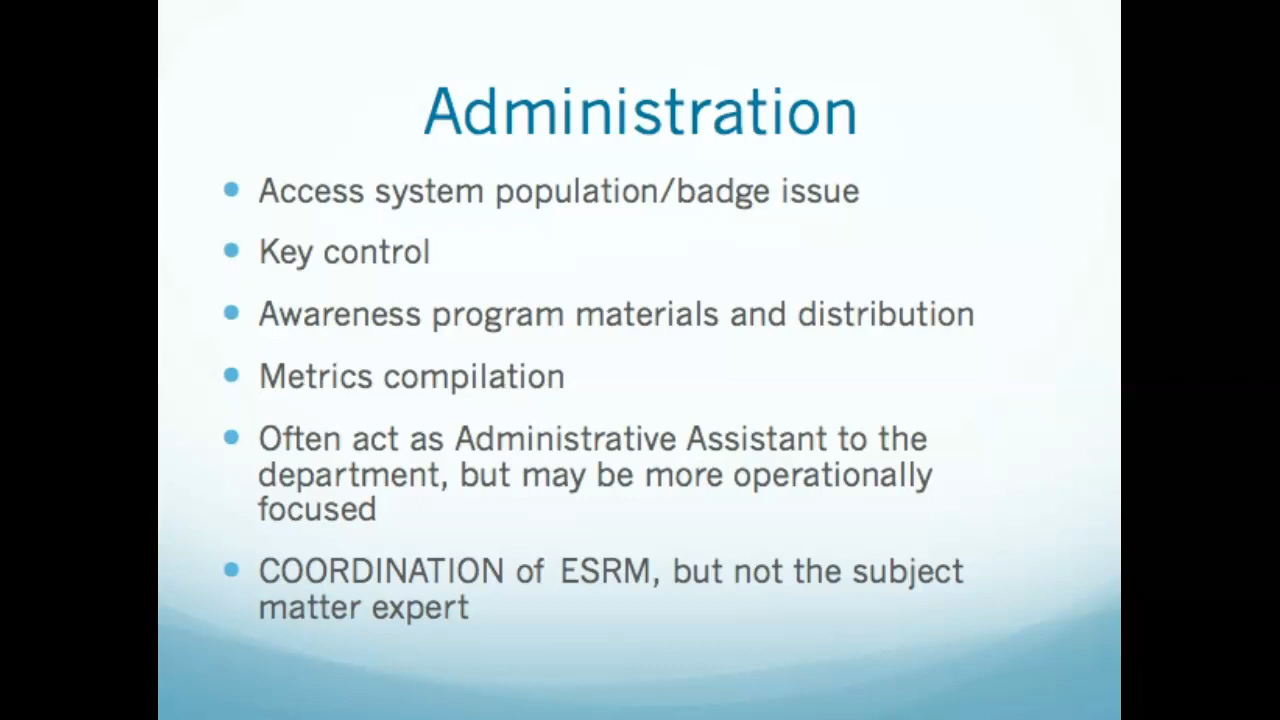 Administration
Access system population/badge issue
Key control
Awareness program materials and distribution
Metrics compilation
Often act as Administrative Assistant to the
department, but may be more operationally
focused
COORDINATION of ESRM, but not the subject
matter expert